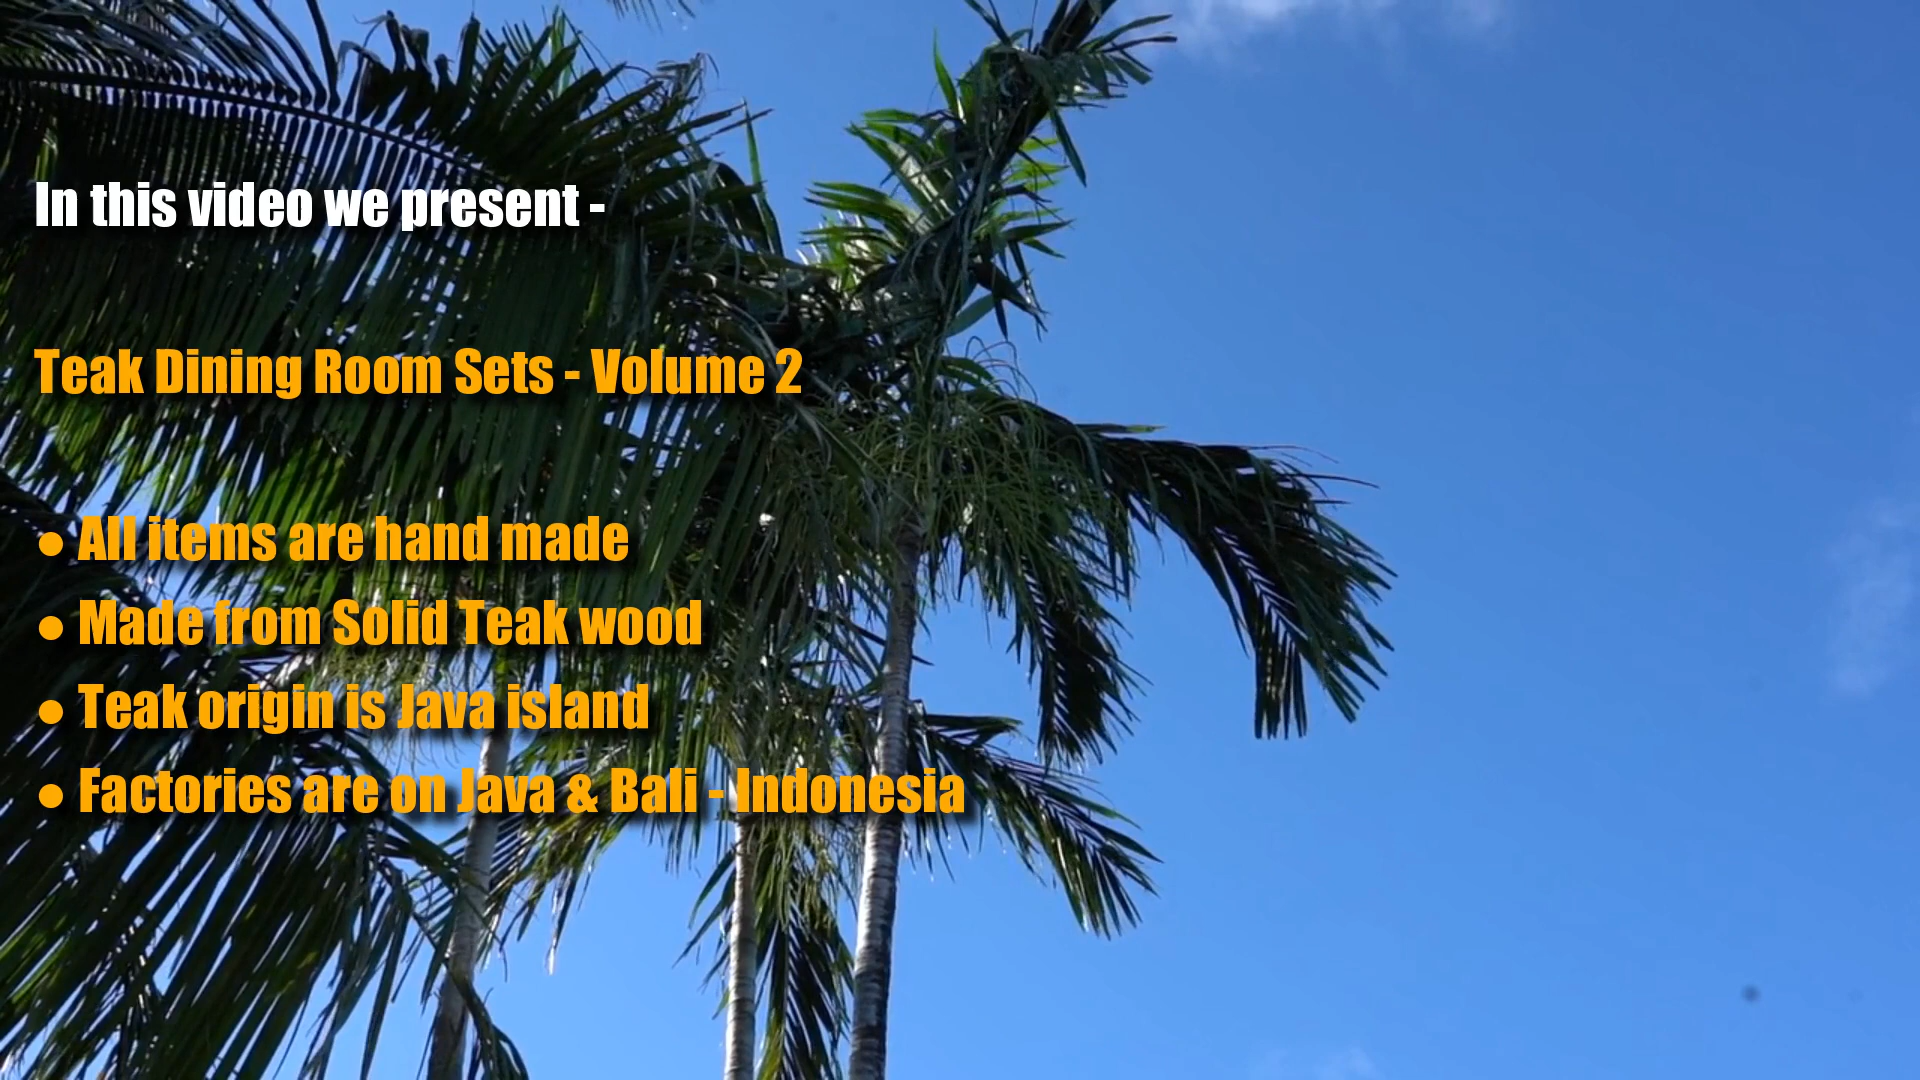 In this video we present -
Teak Dining Room Sets - Volume 2
● All items are hand made
● Made from Solid Teak wood
● Teak origin is Java island
● Factories are on Java & Bali - Indonesia